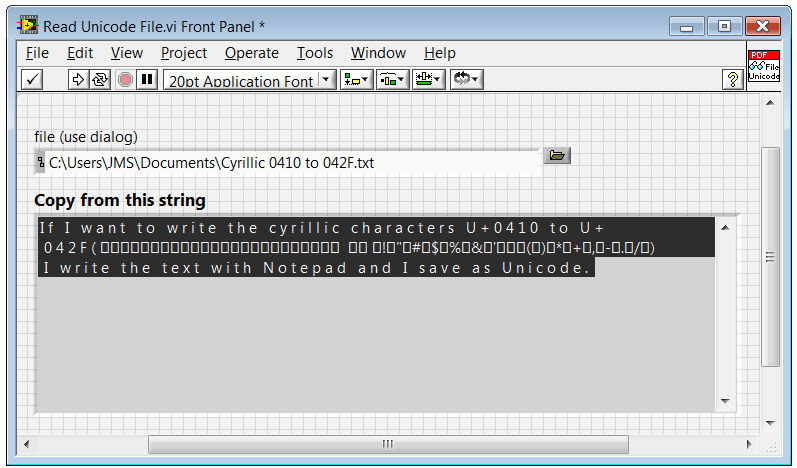 Read Unicode File.vi Front Panel *
File Edit View Project Operate Tools Window Help
PDF
File
Unicode
20pt Application Font
?
file (use dialog)
C:\Users\JMS\Documents\Cyrillic 0410 to 042F.txt
Copy from this string
If I want to write the cyrillic characters U+0410 to U+
042F(▯▯▯▯▯▯▯▯▯▯▯▯▯▯▯▯▯▯▯▯▯▯▯▯ ▯▯ ▯!▯"▯#▯$▯%▯&▯'▯▯▯(▯)▯*▯+▯,▯-▯.▯/▯)
I write the text with Notepad and I save as Unicode.